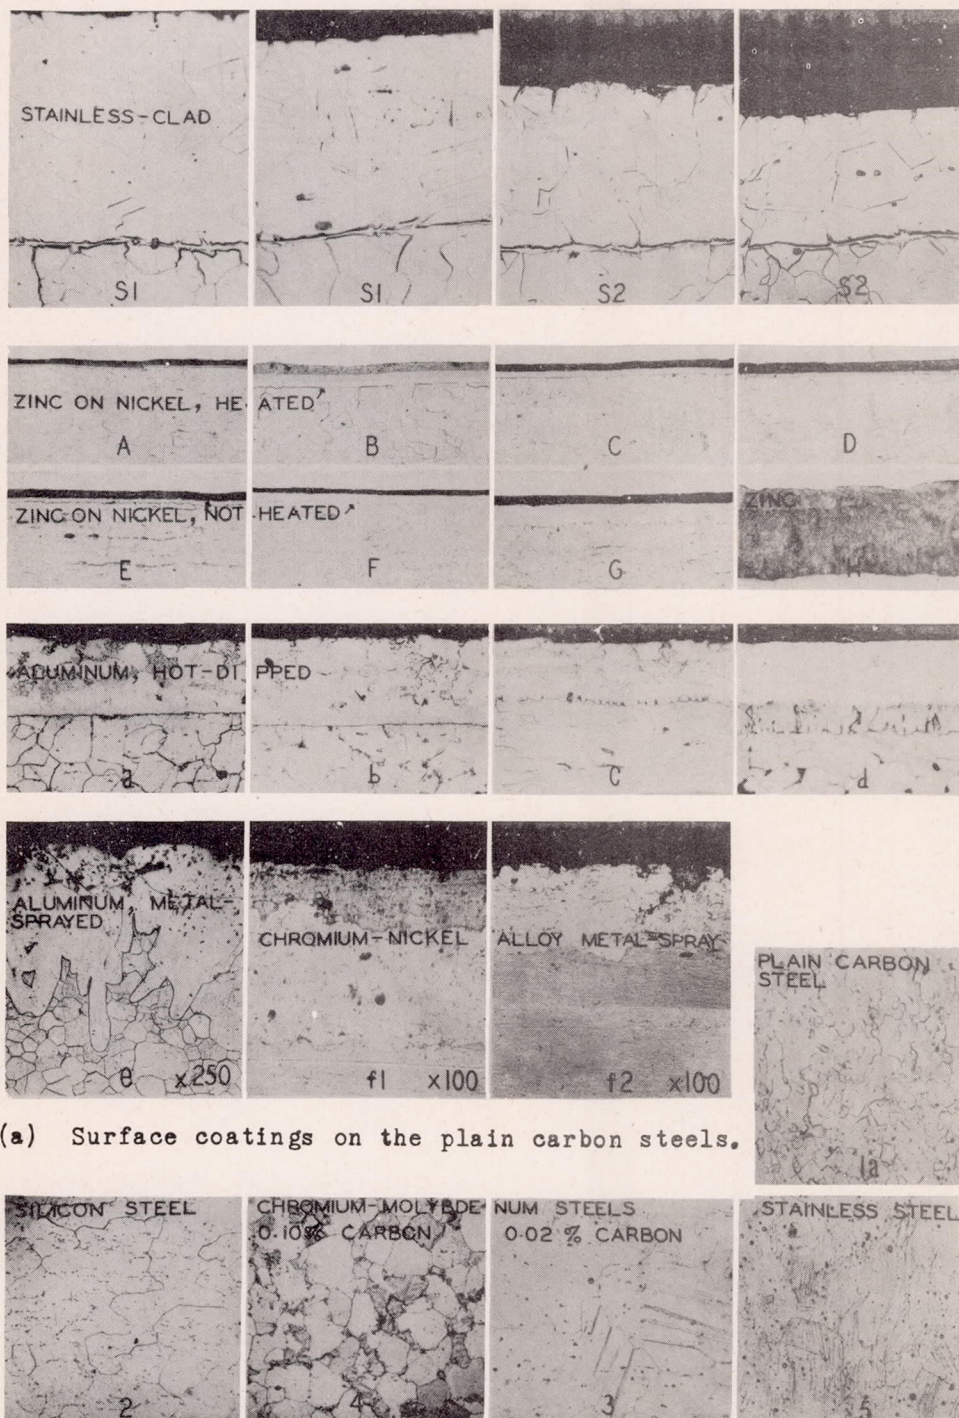 STAINLESS-CLAD
S1
S1
S2
S2
ZINC ON NICKEL, HEATED
A
B
C
D
ZINC ON NICKEL, NOT HEATED
ZINC
E
F
G
H
ALUMINUM, HOT-DIPPED
a
b
c
d
ALUMINUM, METAL-
SPRAYED
CHROMIUM-NICKEL
ALLOY METAL-SPRAY
e x250
f1 x100
f2 x100
PLAIN CARBON
STEEL
1a
(a) Surface coatings on the plain carbon steels.
SILICON STEEL
CHROMIUM-MOLYBDENUM STEELS
STAINLESS STEEL
0.10% CARBON
0.02 % CARBON
2
4
3
5